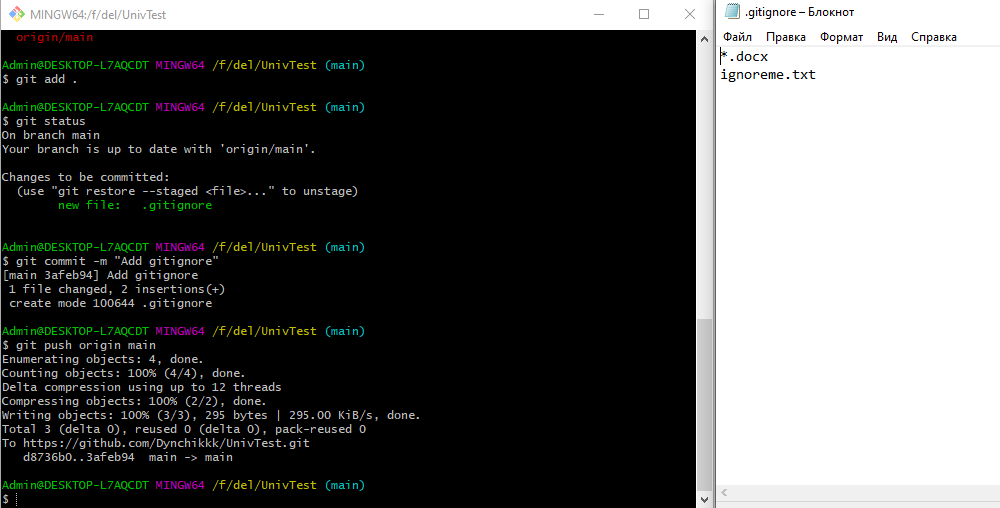 MINGW64:/f/del/UnivTest
origin/main
Admin@DESKTOP-L7AQCDT MINGW64 /f/del/UnivTest (main)
$ git add .
Admin@DESKTOP-L7AQCDT MINGW64 /f/del/UnivTest (main)
$ git status
On branch main
Your branch is up to date with 'origin/main'.
Changes to be committed:
(use "git restore --staged <file>..." to unstage)
new file:   .gitignore
Admin@DESKTOP-L7AQCDT MINGW64 /f/del/UnivTest (main)
$ git commit -m "Add gitignore"
[main 3afeb94] Add gitignore
1 file changed, 2 insertions(+)
create mode 100644 .gitignore
Admin@DESKTOP-L7AQCDT MINGW64 /f/del/UnivTest (main)
$ git push origin main
Enumerating objects: 4, done.
Counting objects: 100% (4/4), done.
Delta compression using up to 12 threads
Compressing objects: 100% (2/2), done.
Writing objects: 100% (3/3), 295 bytes | 295.00 KiB/s, done.
Total 3 (delta 0), reused 0 (delta 0), pack-reused 0
To https://github.com/Dynchikkk/UnivTest.git
d8736b0..3afeb94  main -> main
Admin@DESKTOP-L7AQCDT MINGW64 /f/del/UnivTest (main)
$
.gitignore – Блокнот
Файл Правка Формат Вид Справка
*.docx
ignoreme.txt